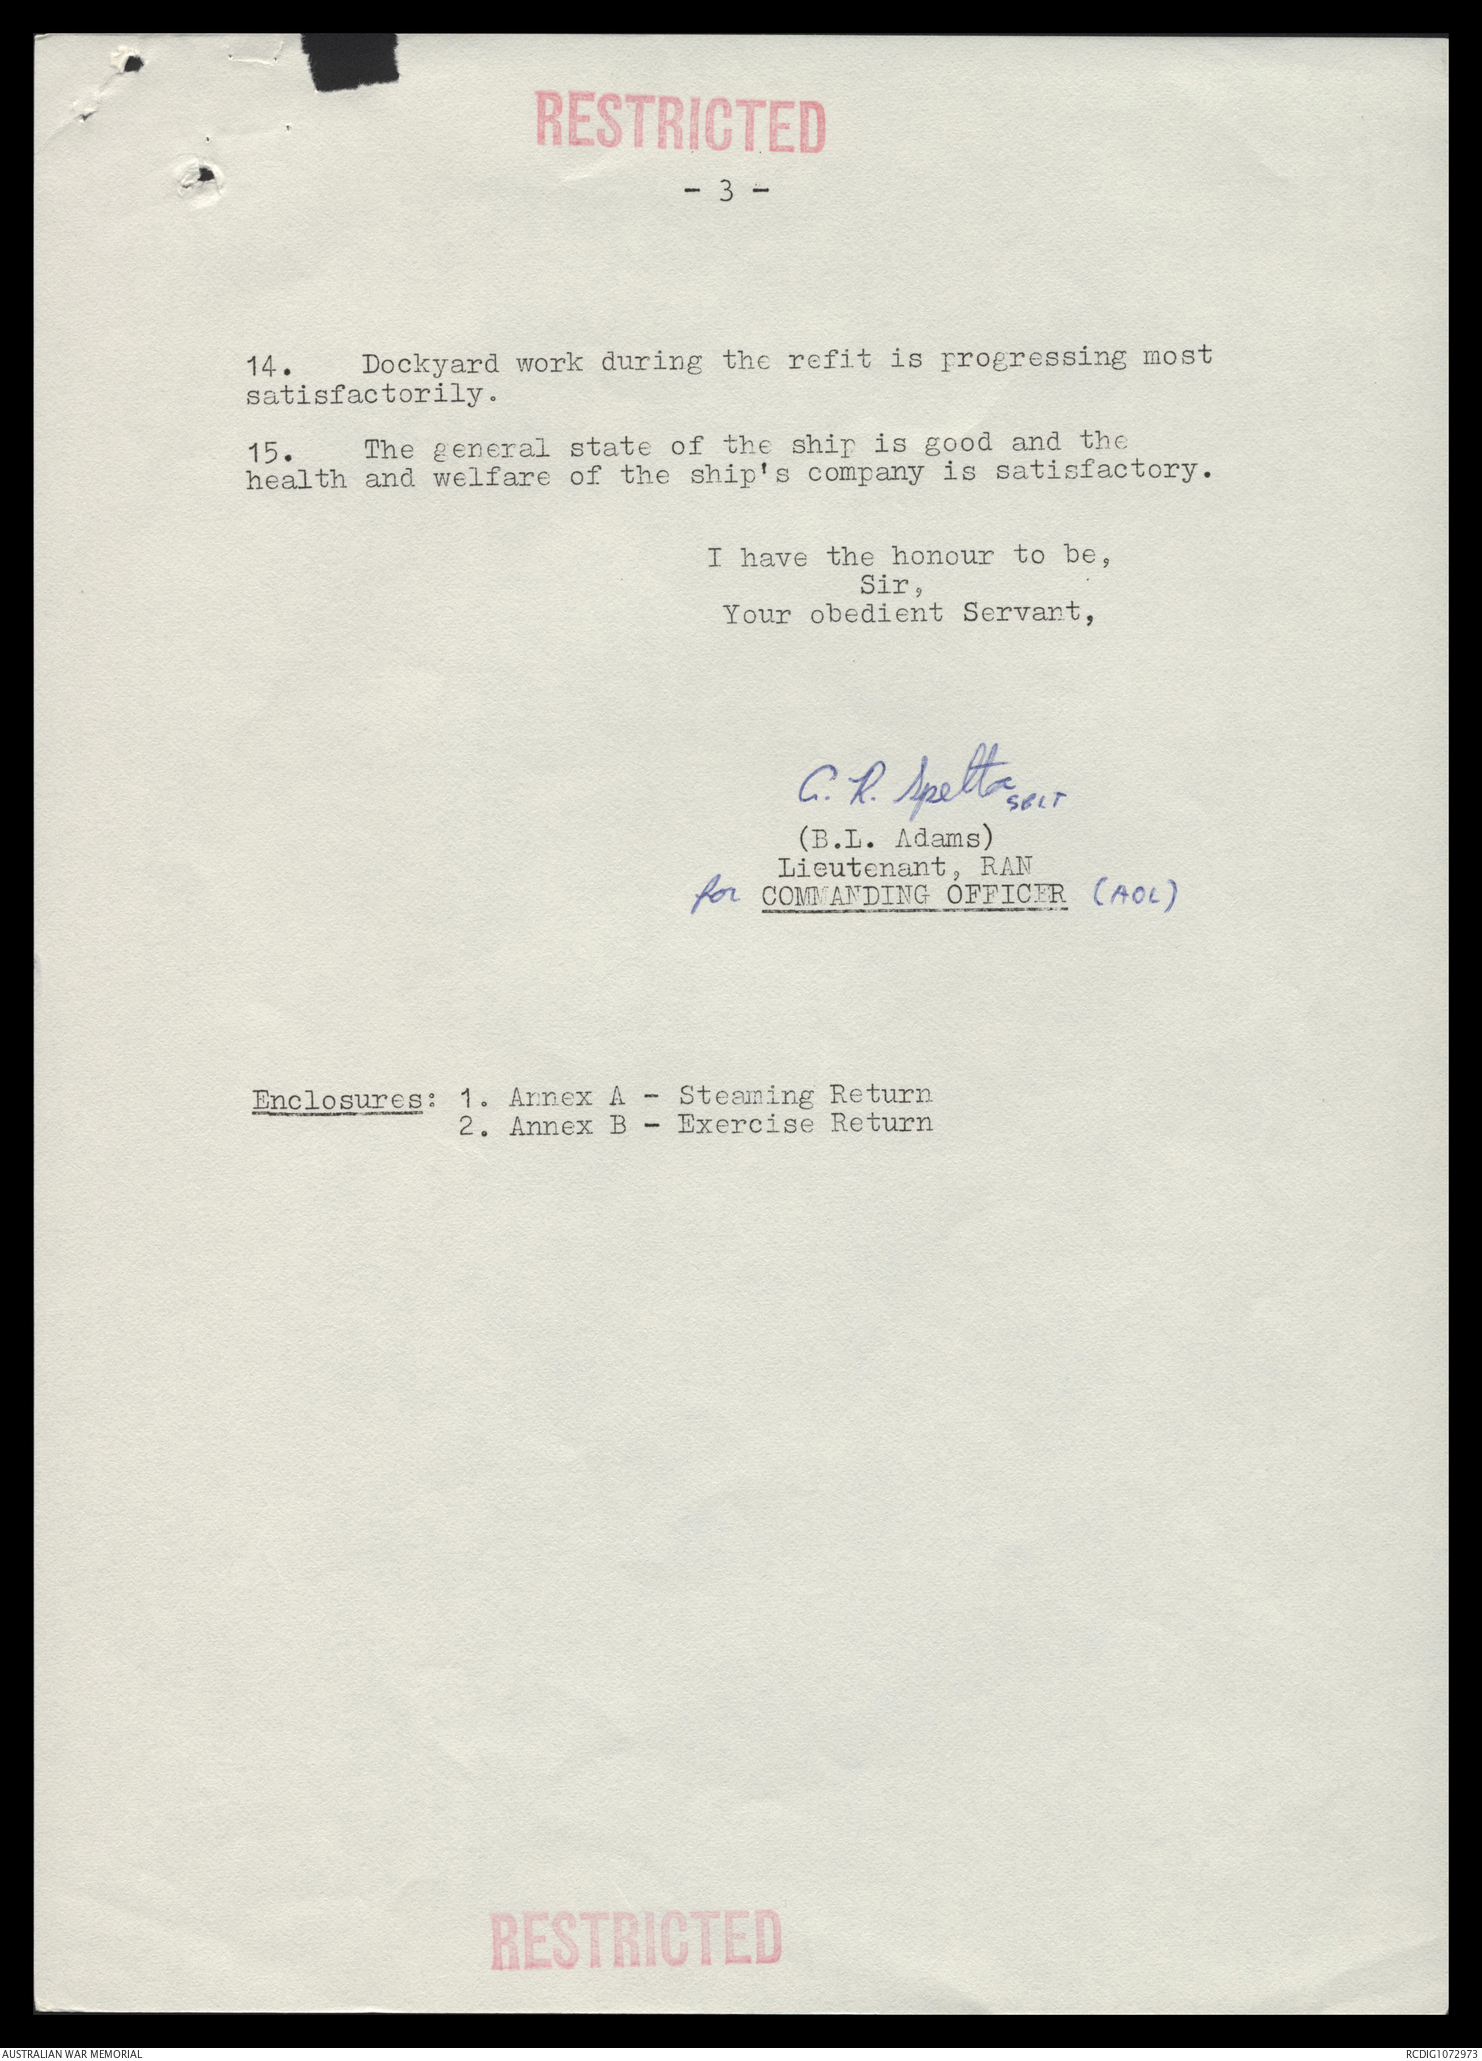 RESTRICTED
- 3 -
14. Dockyard work during the refit is progressing most
satisfactorily.
15. The general state of the ship is good and the
health and welfare of the ship's company is satisfactory.
I have the honour to be,
Sir,
Your obedient Servant,
G. R. Spelta SBLT
(B.L. Adams)
Lieutenant, RAN
for COMMANDING OFFICER (AOL)
Enclosures: 1. Annex A - Steaming Return
2. Annex B - Exercise Return
RESTRICTED
AUSTRALIAN WAR MEMORIAL
RCDIG1072973